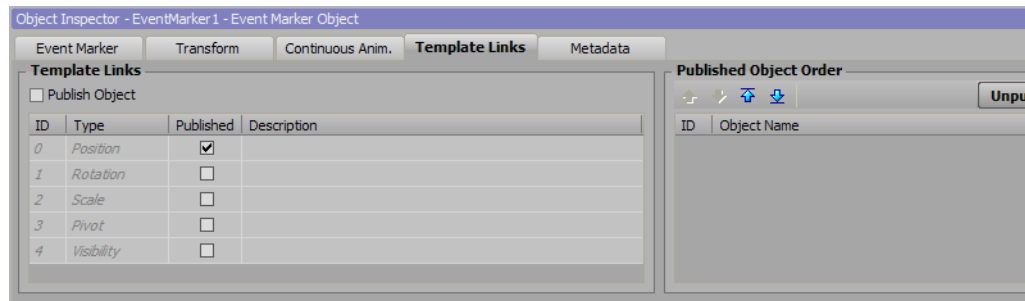 Object Inspector - EventMarker1 - Event Marker Object
Event Marker Transform Continuous Anim. Template Links Metadata
Template Links
Publish Object
ID Type Published Description
0 Position
1 Rotation
2 Scale
3 Pivot
4 Visibility
Published Object Order
Unpu
ID Object Name